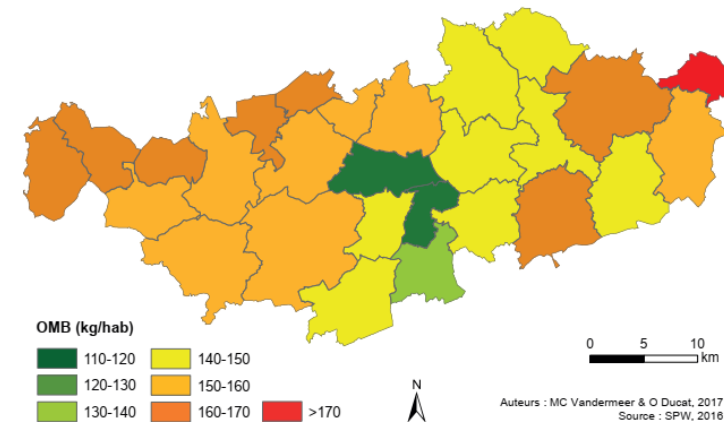 OMB (kg/hab)
110-120
140-150
120-130
150-160
130-140
160-170
>170
N
0 5 10
km
Auteurs : MC Vandermeer & O Ducat, 2017
Source : SPW, 2016